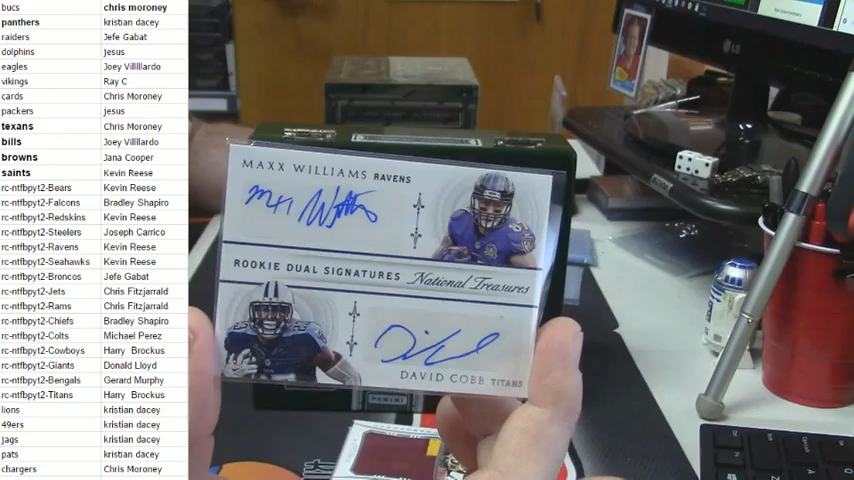 bucs chris moroney
panthers kristian dacey
raiders Jefe Gabat
dolphins jesus
eagles Joey Villlllardo
vikings Ray C
cards Chris Moroney
packers jesus
texans Chris Moroney
bills Joey Villlllardo
browns Jana Cooper
saints Kevin Reese
rc-ntfbpyt2-Bears Kevin Reese
rc-ntfbpyt2-Falcons Bradley Shapiro
rc-ntfbpyt2-Redskins Kevin Reese
rc-ntfbpyt2-Steelers Joseph Carrico
rc-ntfbpyt2-Ravens Kevin Reese
rc-ntfbpyt2-Seahawks Kevin Reese
rc-ntfbpyt2-Broncos Jefe Gabat
rc-ntfbpyt2-Jets Chris Fitzjarrald
rc-ntfbpyt2-Rams Chris Fitzjarrald
rc-ntfbpyt2-Chiefs Bradley Shapiro
rc-ntfbpyt2-Colts Michael Perez
rc-ntfbpyt2-Cowboys Harry Brockus
rc-ntfbpyt2-Giants Donald Lloyd
rc-ntfbpyt2-Bengals Gerard Murphy
rc-ntfbpyt2-Titans Harry Brockus
lions kristian dacey
49ers kristian dacey
jags kristian dacey
pats kristian dacey
chargers Chris Moroney
MAXX WILLIAMS RAVENS
ROOKIE DUAL SIGNATURES National Treasures
DAVID COBB TITANS
PANINI
LG